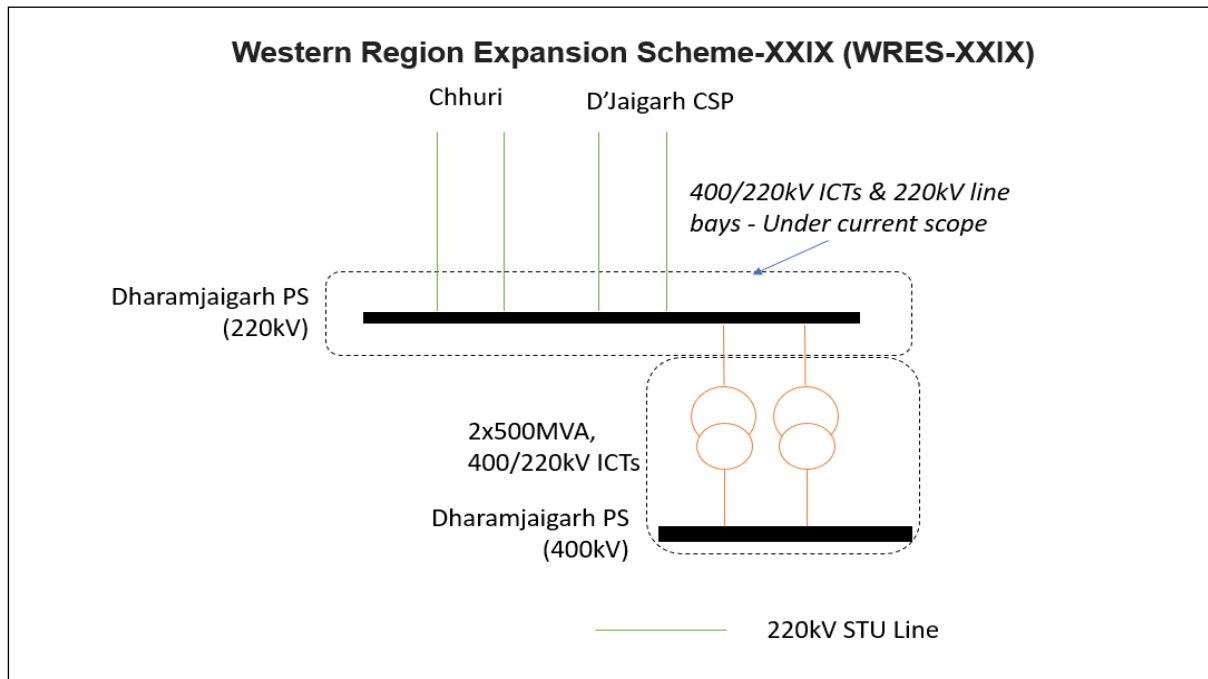 Western Region Expansion Scheme-XXIX (WRES-XXIX)
Chhuri
D'Jaigarh CSP
400/220kV ICTs & 220kV line
bays - Under current scope
Dharamjaigarh PS
(220kV)
2x500MVA,
400/220kV ICTs
Dharamjaigarh PS
(400kV)
220kV STU Line